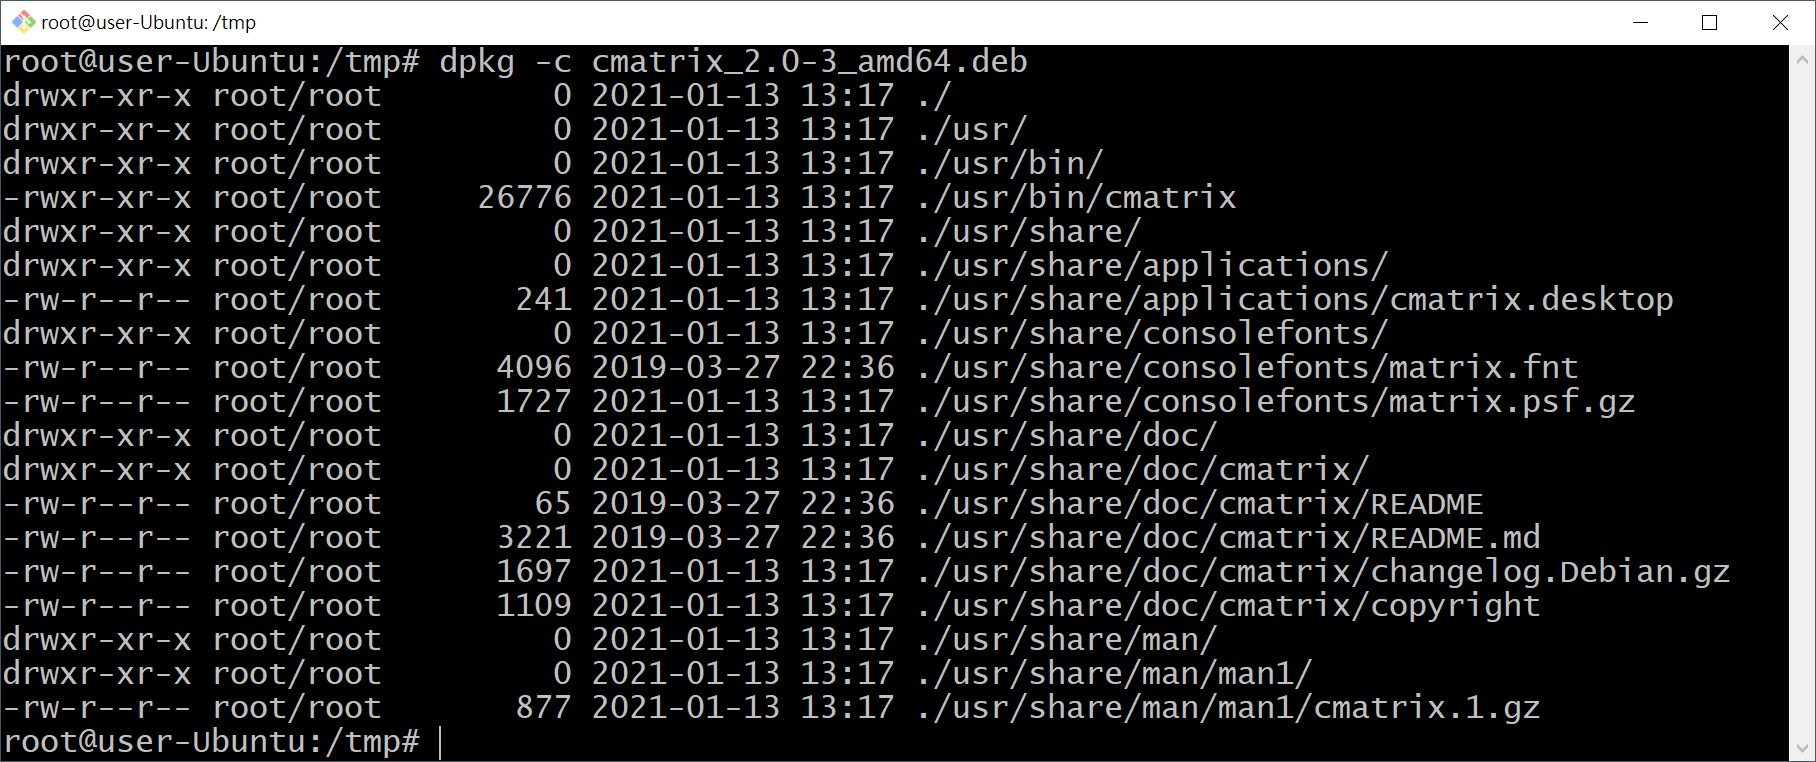 root@user-Ubuntu: /tmp
root@user-Ubuntu:/tmp# dpkg -c cmatrix_2.0-3_amd64.deb
drwxr-xr-x root/root         0 2021-01-13 13:17 ./
drwxr-xr-x root/root         0 2021-01-13 13:17 ./usr/
drwxr-xr-x root/root         0 2021-01-13 13:17 ./usr/bin/
-rwxr-xr-x root/root     26776 2021-01-13 13:17 ./usr/bin/cmatrix
drwxr-xr-x root/root         0 2021-01-13 13:17 ./usr/share/
drwxr-xr-x root/root         0 2021-01-13 13:17 ./usr/share/applications/
-rw-r--r-- root/root       241 2021-01-13 13:17 ./usr/share/applications/cmatrix.desktop
drwxr-xr-x root/root         0 2021-01-13 13:17 ./usr/share/consolefonts/
-rw-r--r-- root/root      4096 2019-03-27 22:36 ./usr/share/consolefonts/matrix.fnt
-rw-r--r-- root/root      1727 2021-01-13 13:17 ./usr/share/consolefonts/matrix.psf.gz
drwxr-xr-x root/root         0 2021-01-13 13:17 ./usr/share/doc/
drwxr-xr-x root/root         0 2021-01-13 13:17 ./usr/share/doc/cmatrix/
-rw-r--r-- root/root        65 2019-03-27 22:36 ./usr/share/doc/cmatrix/README
-rw-r--r-- root/root      3221 2019-03-27 22:36 ./usr/share/doc/cmatrix/README.md
-rw-r--r-- root/root      1697 2021-01-13 13:17 ./usr/share/doc/cmatrix/changelog.Debian.gz
-rw-r--r-- root/root      1109 2021-01-13 13:17 ./usr/share/doc/cmatrix/copyright
drwxr-xr-x root/root         0 2021-01-13 13:17 ./usr/share/man/
drwxr-xr-x root/root         0 2021-01-13 13:17 ./usr/share/man/man1/
-rw-r--r-- root/root       877 2021-01-13 13:17 ./usr/share/man/man1/cmatrix.1.gz
root@user-Ubuntu:/tmp#